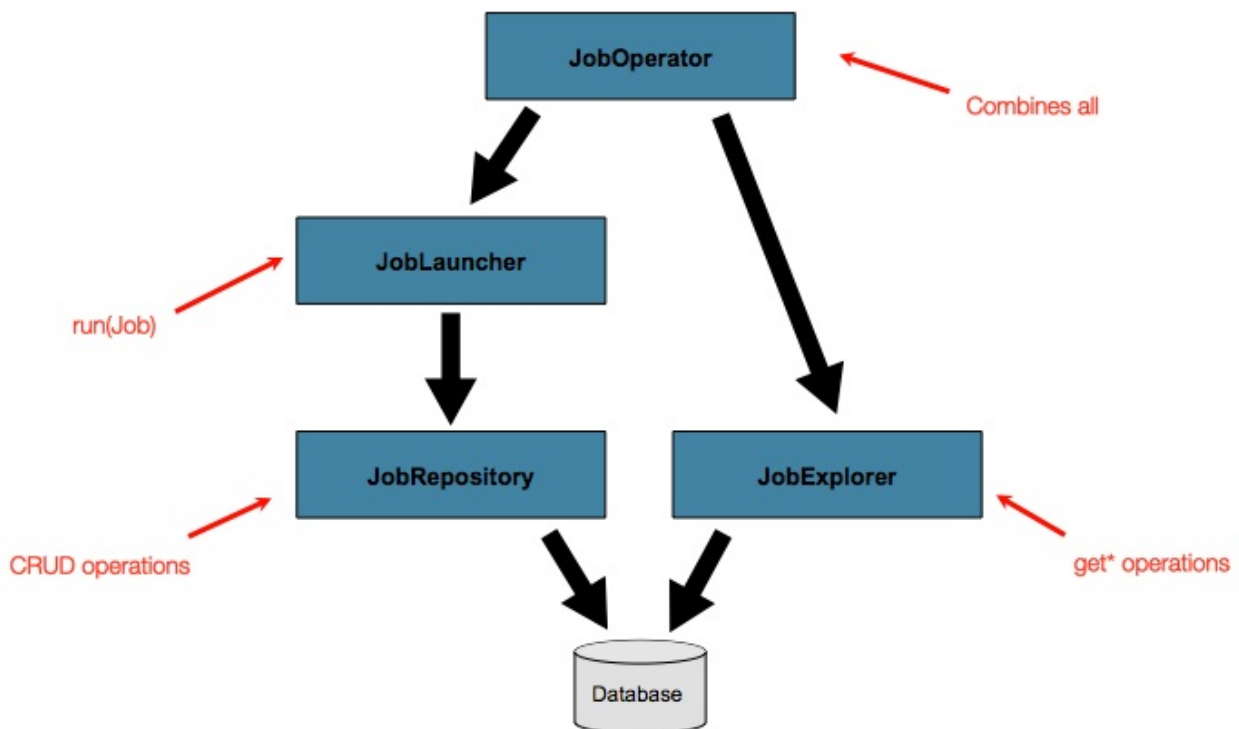 JobOperator
Combines all
JobLauncher
run(Job)
JobRepository
JobExplorer
CRUD operations
get* operations
Database